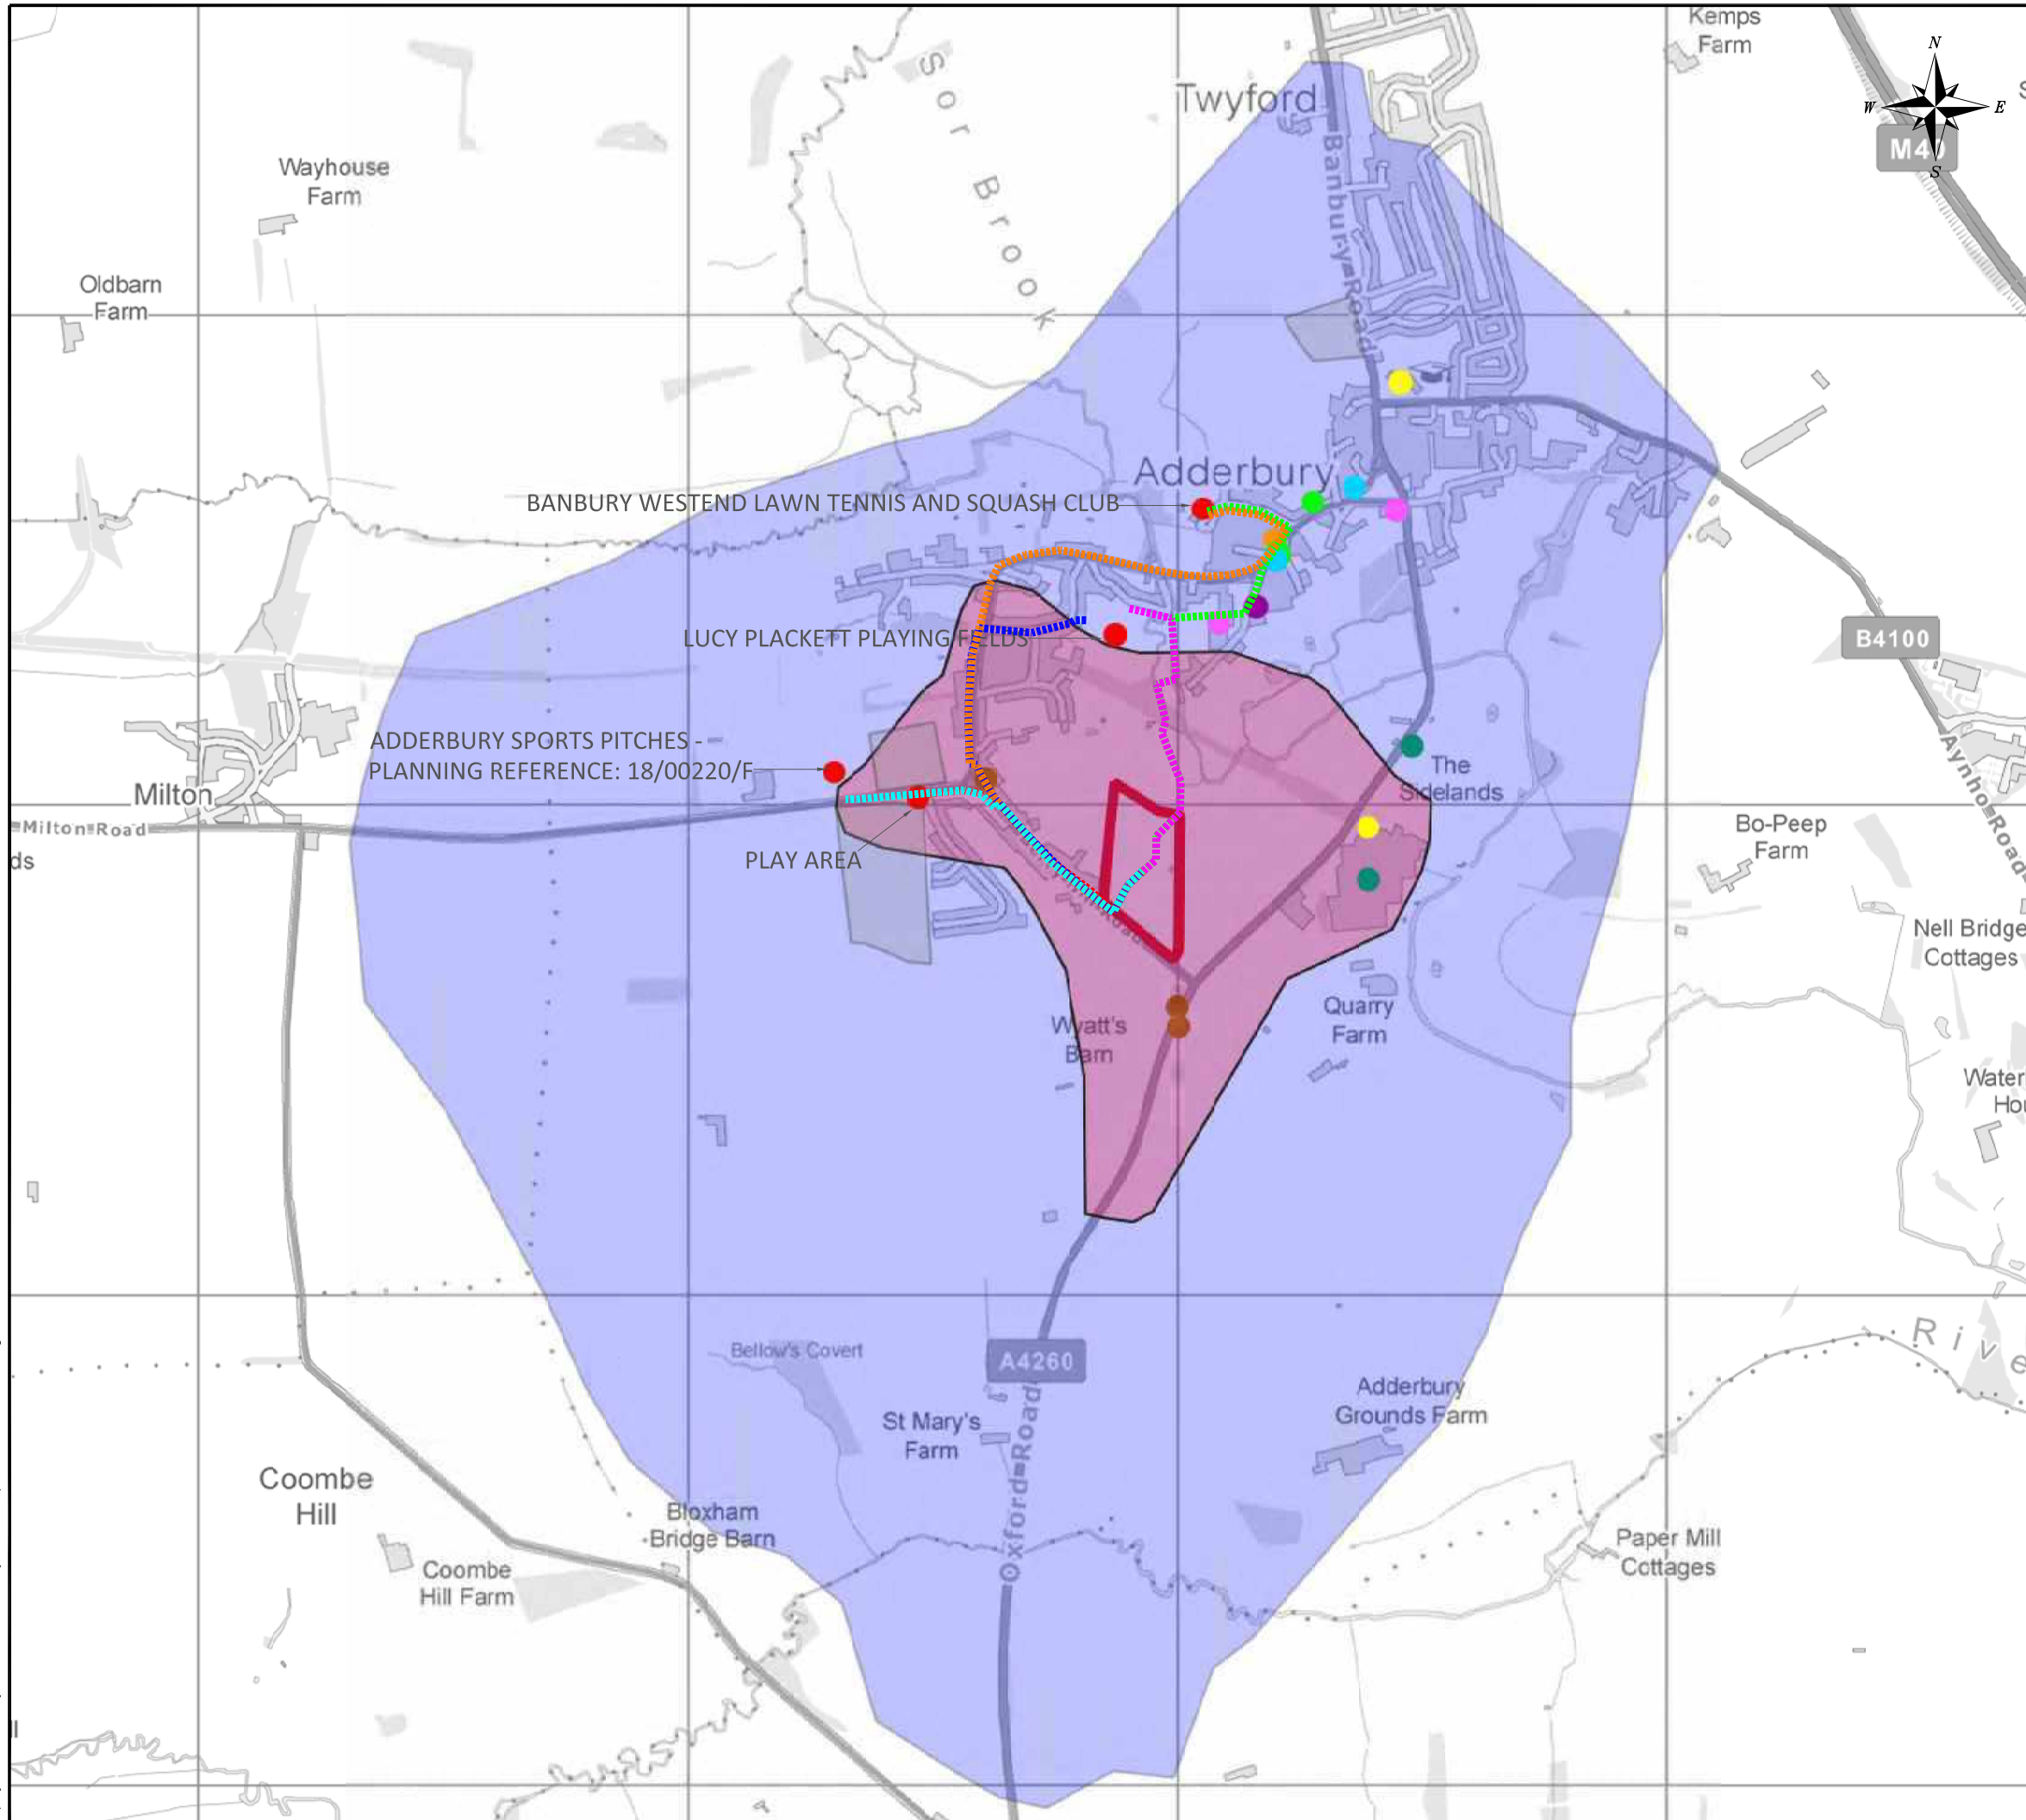 Kemps
Farm
N
W
E
S
M40
Twyford
Sor Brook
Banbury Road
Wayhouse
Farm
Oldbarn
Farm
Adderbury
BANBURY WESTEND LAWN TENNIS AND SQUASH CLUB
LUCY PLACKETT PLAYING FIELDS
B4100
ADDERBURY SPORTS PITCHES -
PLANNING REFERENCE: 18/00220/F
The
Sidelands
Milton
Milton Road
ds
Aynho Road
Bo-Peep
Farm
PLAY AREA
Road
Nell Bridge
Cottages
Quarry
Farm
Wyatt's
Barn
Water
Hou
Rive
Bellow's Covert
A4260
Adderbury
Grounds Farm
St Mary's
Farm
Oxford Road
Coombe
Hill
Bloxham
Bridge Barn
Paper Mill
Cottages
Coombe
Hill Farm